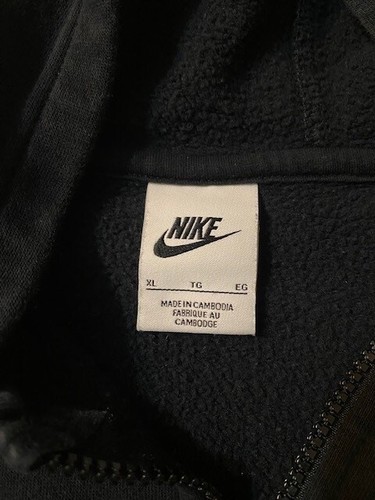 NIKE
XL TG EG
MADE IN CAMBODIA
FABRIQUE AU
CAMBODGE